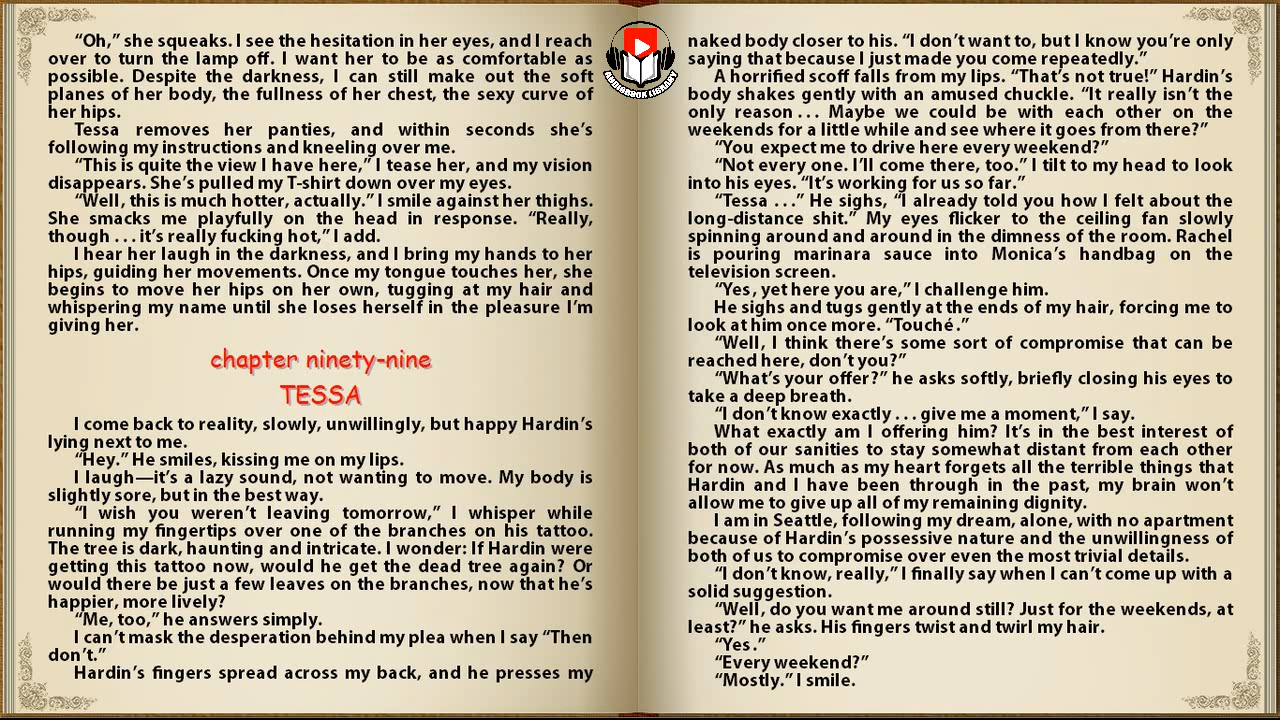 “Oh,” she squeaks. I see the hesitation in her eyes, and I reach
over to turn the lamp off. I want her to be as comfortable as
possible. Despite the darkness, I can still make out the soft
planes of her body, the fullness of her chest, the sexy curve of
her hips.
Tessa removes her panties, and within seconds she’s
following my instructions and kneeling over me.
“This is quite the view I have here,” I tease her, and my vision
disappears. She’s pulled my T-shirt down over my eyes.
“Well, this is much hotter, actually.” I smile against her thighs.
She smacks me playfully on the head in response. “Really,
though . . . it’s really fucking hot,” I add.
I hear her laugh in the darkness, and I bring my hands to her
hips, guiding her movements. Once my tongue touches her, she
begins to move her hips on her own, tugging at my hair and
whispering my name until she loses herself in the pleasure I’m
giving her.
chapter ninety-nine
TESSA
I come back to reality, slowly, unwillingly, but happy Hardin’s
lying next to me.
“Hey.” He smiles, kissing me on my lips.
I laugh—it’s a lazy sound, not wanting to move. My body is
slightly sore, but in the best way.
“I wish you weren’t leaving tomorrow,” I whisper while
running my fingertips over one of the branches on his tattoo.
The tree is dark, haunting and intricate. I wonder: If Hardin were
getting this tattoo now, would he get the dead tree again? Or
would there be just a few leaves on the branches, now that he’s
happier, more lively?
“Me, too,” he answers simply.
I can’t mask the desperation behind my plea when I say “Then
don’t.”
Hardin’s fingers spread across my back, and he presses my
AUDIOBOOK LIBRARY
naked body closer to his. “I don’t want to, but I know you’re only
saying that because I just made you come repeatedly.”
A horrified scoff falls from my lips. “That’s not true!” Hardin’s
body shakes gently with an amused chuckle. “It really isn’t the
only reason . . . Maybe we could be with each other on the
weekends for a little while and see where it goes from there?”
“You expect me to drive here every weekend?”
“Not every one. I’ll come there, too.” I tilt to my head to look
into his eyes. “It’s working for us so far.”
“Tessa . . .” He sighs, “I already told you how I felt about the
long-distance shit.” My eyes flicker to the ceiling fan slowly
spinning around and around in the dimness of the room. Rachel
is pouring marinara sauce into Monica’s handbag on the
television screen.
“Yes, yet here you are,” I challenge him.
He sighs and tugs gently at the ends of my hair, forcing me to
look at him once more. “Touché.”
“Well, I think there’s some sort of compromise that can be
reached here, don’t you?”
“What’s your offer?” he asks softly, briefly closing his eyes to
take a deep breath.
“I don’t know exactly . . . give me a moment,” I say.
What exactly am I offering him? It’s in the best interest of
both of our sanities to stay somewhat distant from each other
for now. As much as my heart forgets all the terrible things that
Hardin and I have been through in the past, my brain won’t
allow me to give up all of my remaining dignity.
I am in Seattle, following my dream, alone, with no apartment
because of Hardin’s possessive nature and the unwillingness of
both of us to compromise over even the most trivial details.
“I don’t know, really,” I finally say when I can’t come up with a
solid suggestion.
“Well, do you want me around still? Just for the weekends, at
least?” he asks. His fingers twist and twirl my hair.
“Yes.”
“Every weekend?”
“Mostly.” I smile.